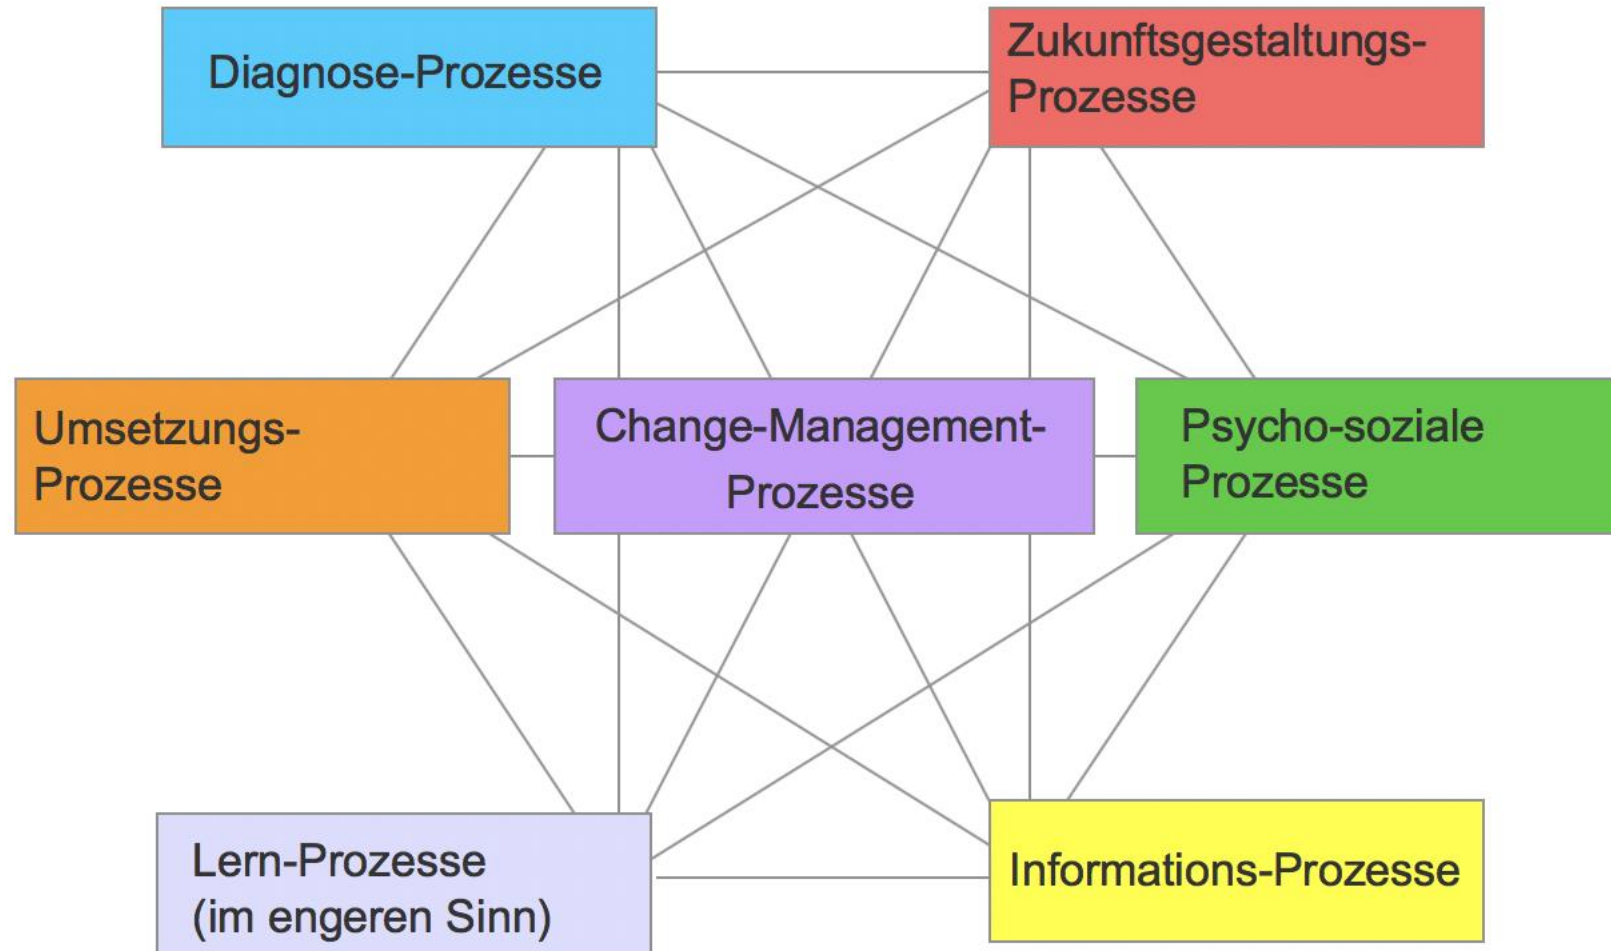 Diagnose-Prozesse
Zukunftsgestaltungs-
Prozesse
Umsetzungs-
Prozesse
Change-Management-
Prozesse
Psycho-soziale
Prozesse
Lern-Prozesse
(im engeren Sinn)
Informations-Prozesse